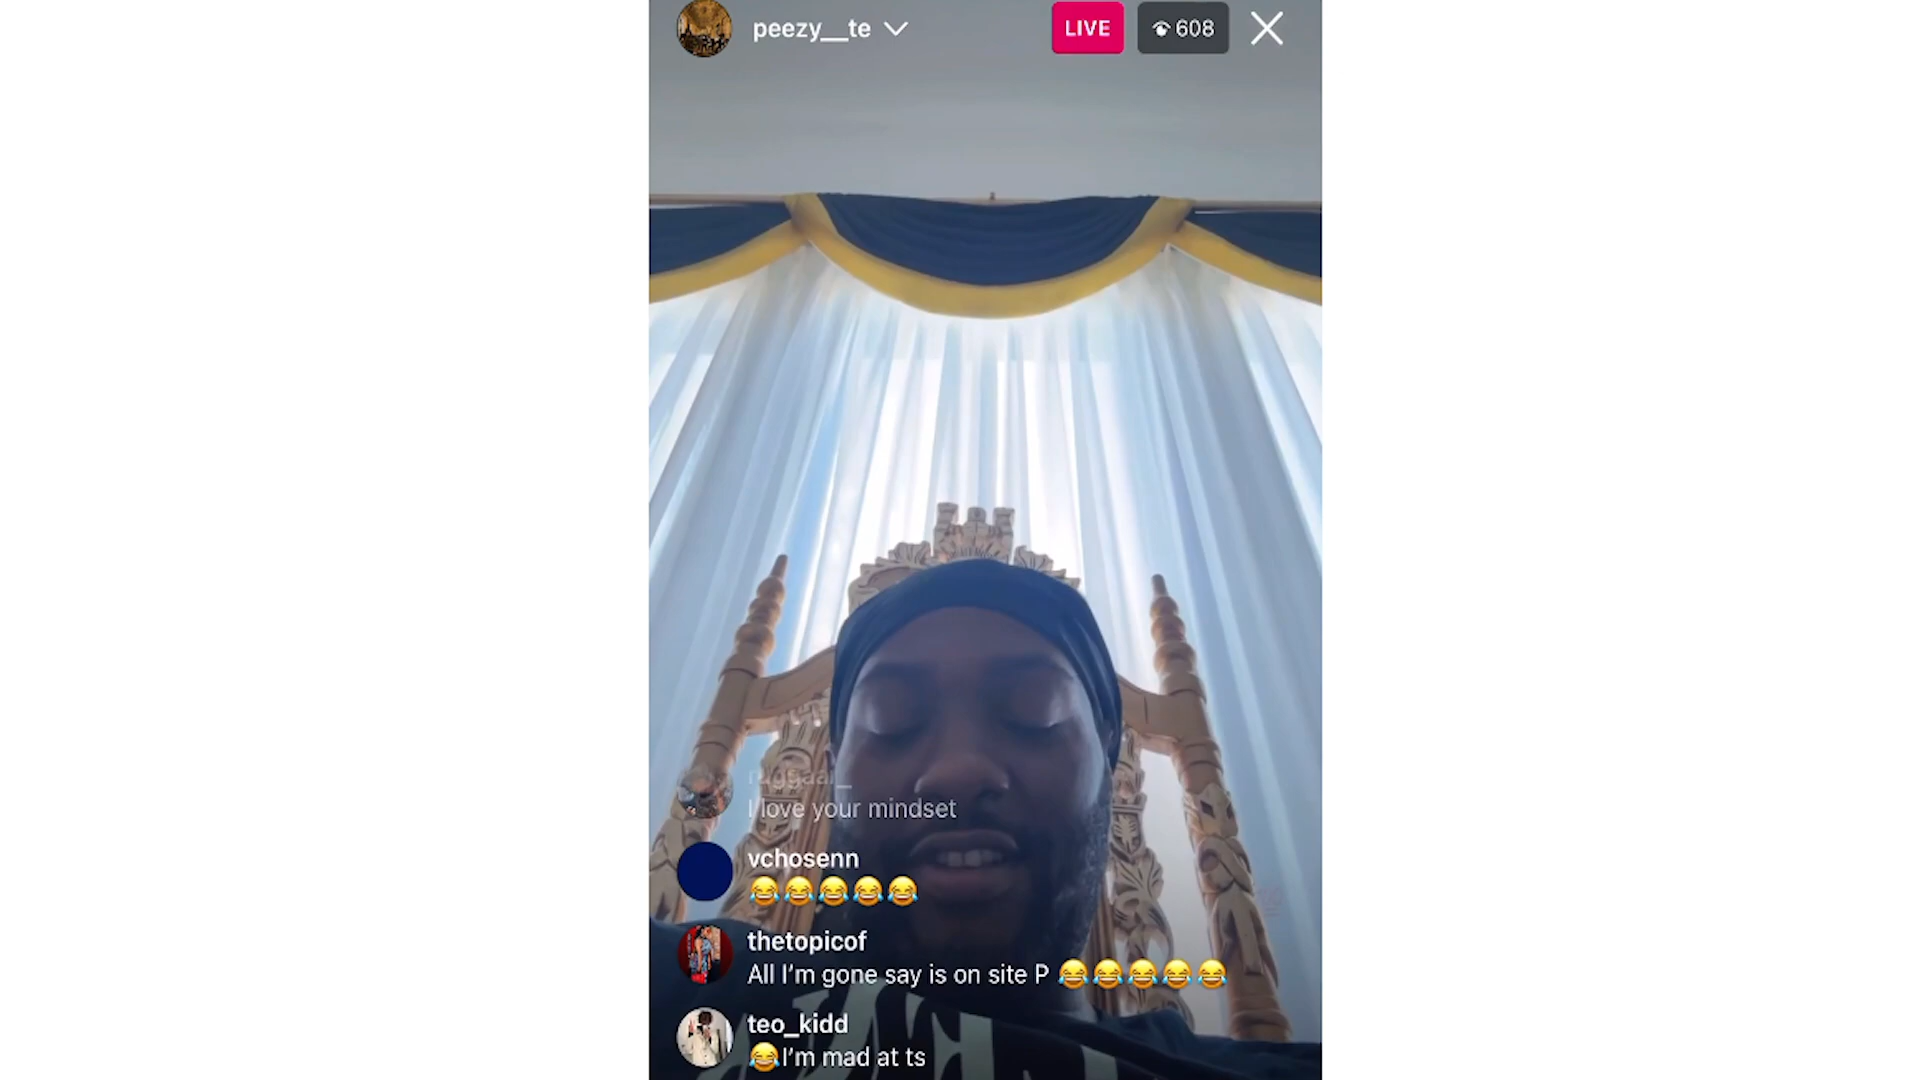 peezy__te
LIVE
608
I love your mindset
vchosenn
😂😂😂😂😂
thetopicof
All I'm gone say is on site P 😂😂😂😂😂
teo_kidd
😂I'm mad at ts